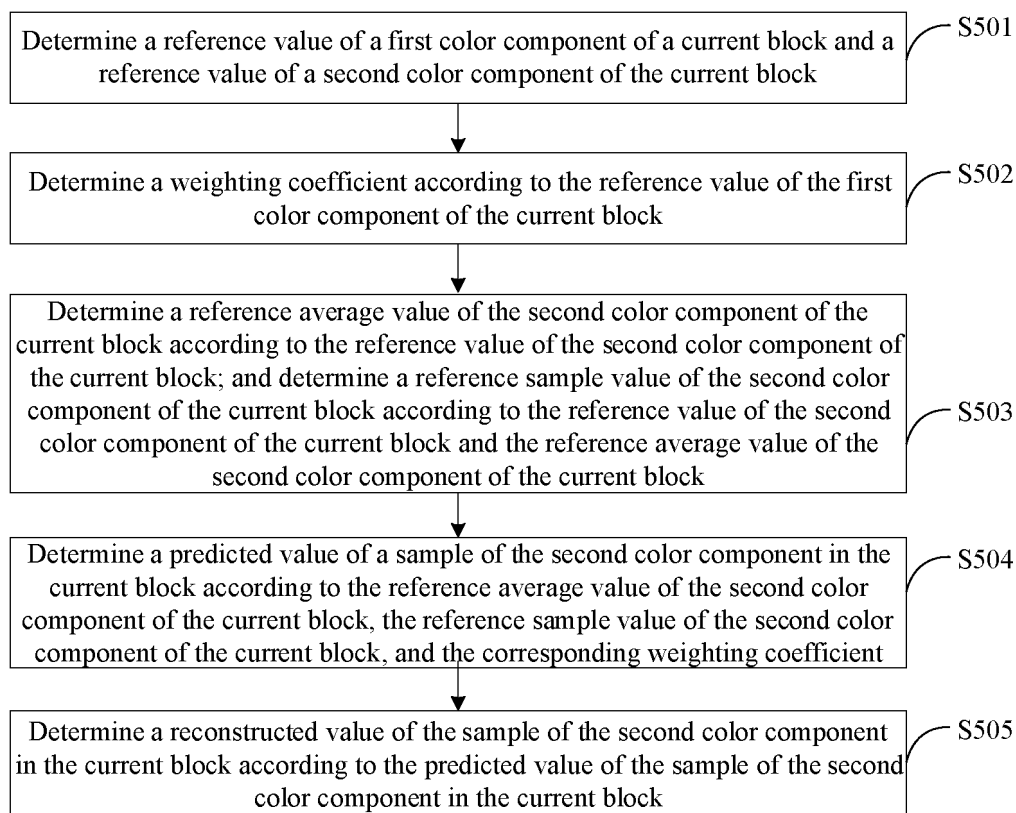 Determine a reference value of a first color component of a current block and a
reference value of a second color component of the current block
S501
Determine a weighting coefficient according to the reference value of the first
color component of the current block
S502
Determine a reference average value of the second color component of the
current block according to the reference value of the second color component of
the current block; and determine a reference sample value of the second color
component of the current block according to the reference value of the second
color component of the current block and the reference average value of the
second color component of the current block
S503
Determine a predicted value of a sample of the second color component in the
current block according to the reference average value of the second color
component of the current block, the reference sample value of the second color
component of the current block, and the corresponding weighting coefficient
S504
Determine a reconstructed value of the sample of the second color component
in the current block according to the predicted value of the sample of the second
color component in the current block
S505